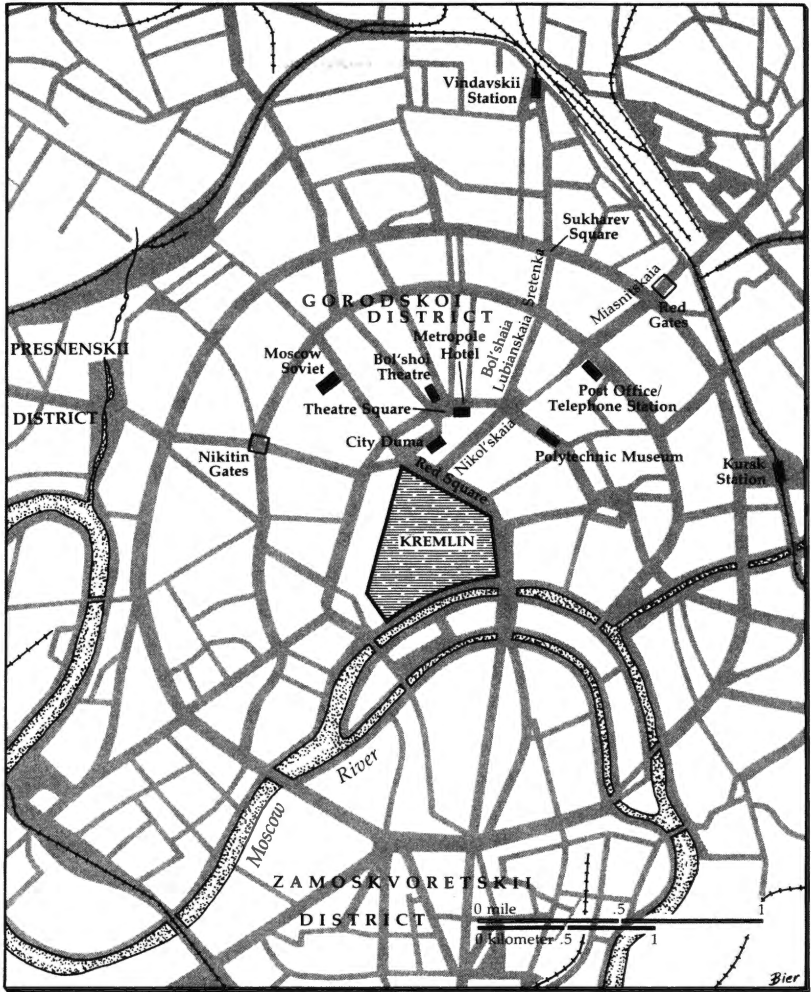 Vindavskii
Station
Sukharev
Square
Sretenka
Miasnitskaia
Red
Gates
GORODSKOI
DISTRICT
Metropole
Hotel
Bol'shaia
Lubianskaia
Moscow
Soviet
Bol'shoi
Theatre
PRESNENSKII
DISTRICT
Theatre Square
Post Office/
Telephone Station
City Duma
Nikol'skaia
Polytechnic Museum
Nikitin
Gates
Red Square
Kursk
Station
KREMLIN
Moscow
River
ZAMOSKVORETSKII
DISTRICT
0 mile .5 1
0 kilometer .5 1
Bier